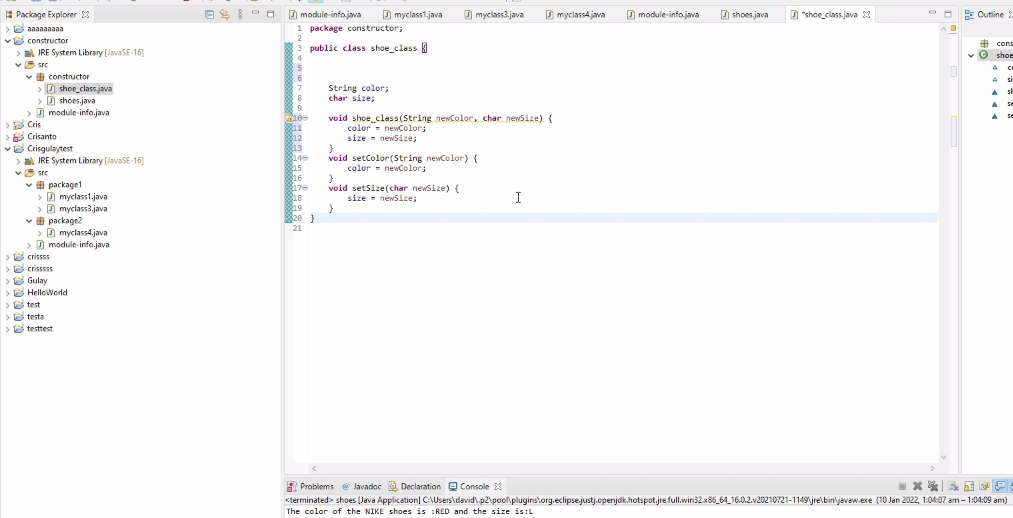 Package Explorer
aaaaaaaaa
constructor
JRE System Library [JavaSE-16]
src
constructor
shoe_class.java
shoes.java
module-info.java
Cris
Crisanto
Crisgulaytest
JRE System Library [JavaSE-16]
src
package1
myclass1.java
myclass3.java
package2
myclass4.java
module-info.java
crissss
crisssss
Gulay
HelloWorld
test
testa
testtest
module-info.java myclass1.java myclass3.java myclass4.java module-info.java shoes.java *shoe_class.java
1 package constructor;
2
3 public class shoe_class {
4
5
6
7 String color;
8 char size;
9
10 void shoe_class(String newColor, char newSize) {
11 color = newColor;
12 size = newSize;
13 }
14 void setColor(String newColor) {
15 color = newColor;
16 }
17 void setSize(char newSize) {
18 size = newSize;
19 }
20 }
21
Outline
Problems Javadoc Declaration Console
<terminated> shoes [Java Application] C:\Users\david\.p2\pool\plugins\org.eclipse.justj.openjdk.hotspot.jre.full.win32.x86_64_16.0.2.v20210721-1149\jre\bin\javaw.exe (10 Jan 2022, 1:04:07 am – 1:04:09 am)
The color of the NIKE shoes is :RED and the size is:L